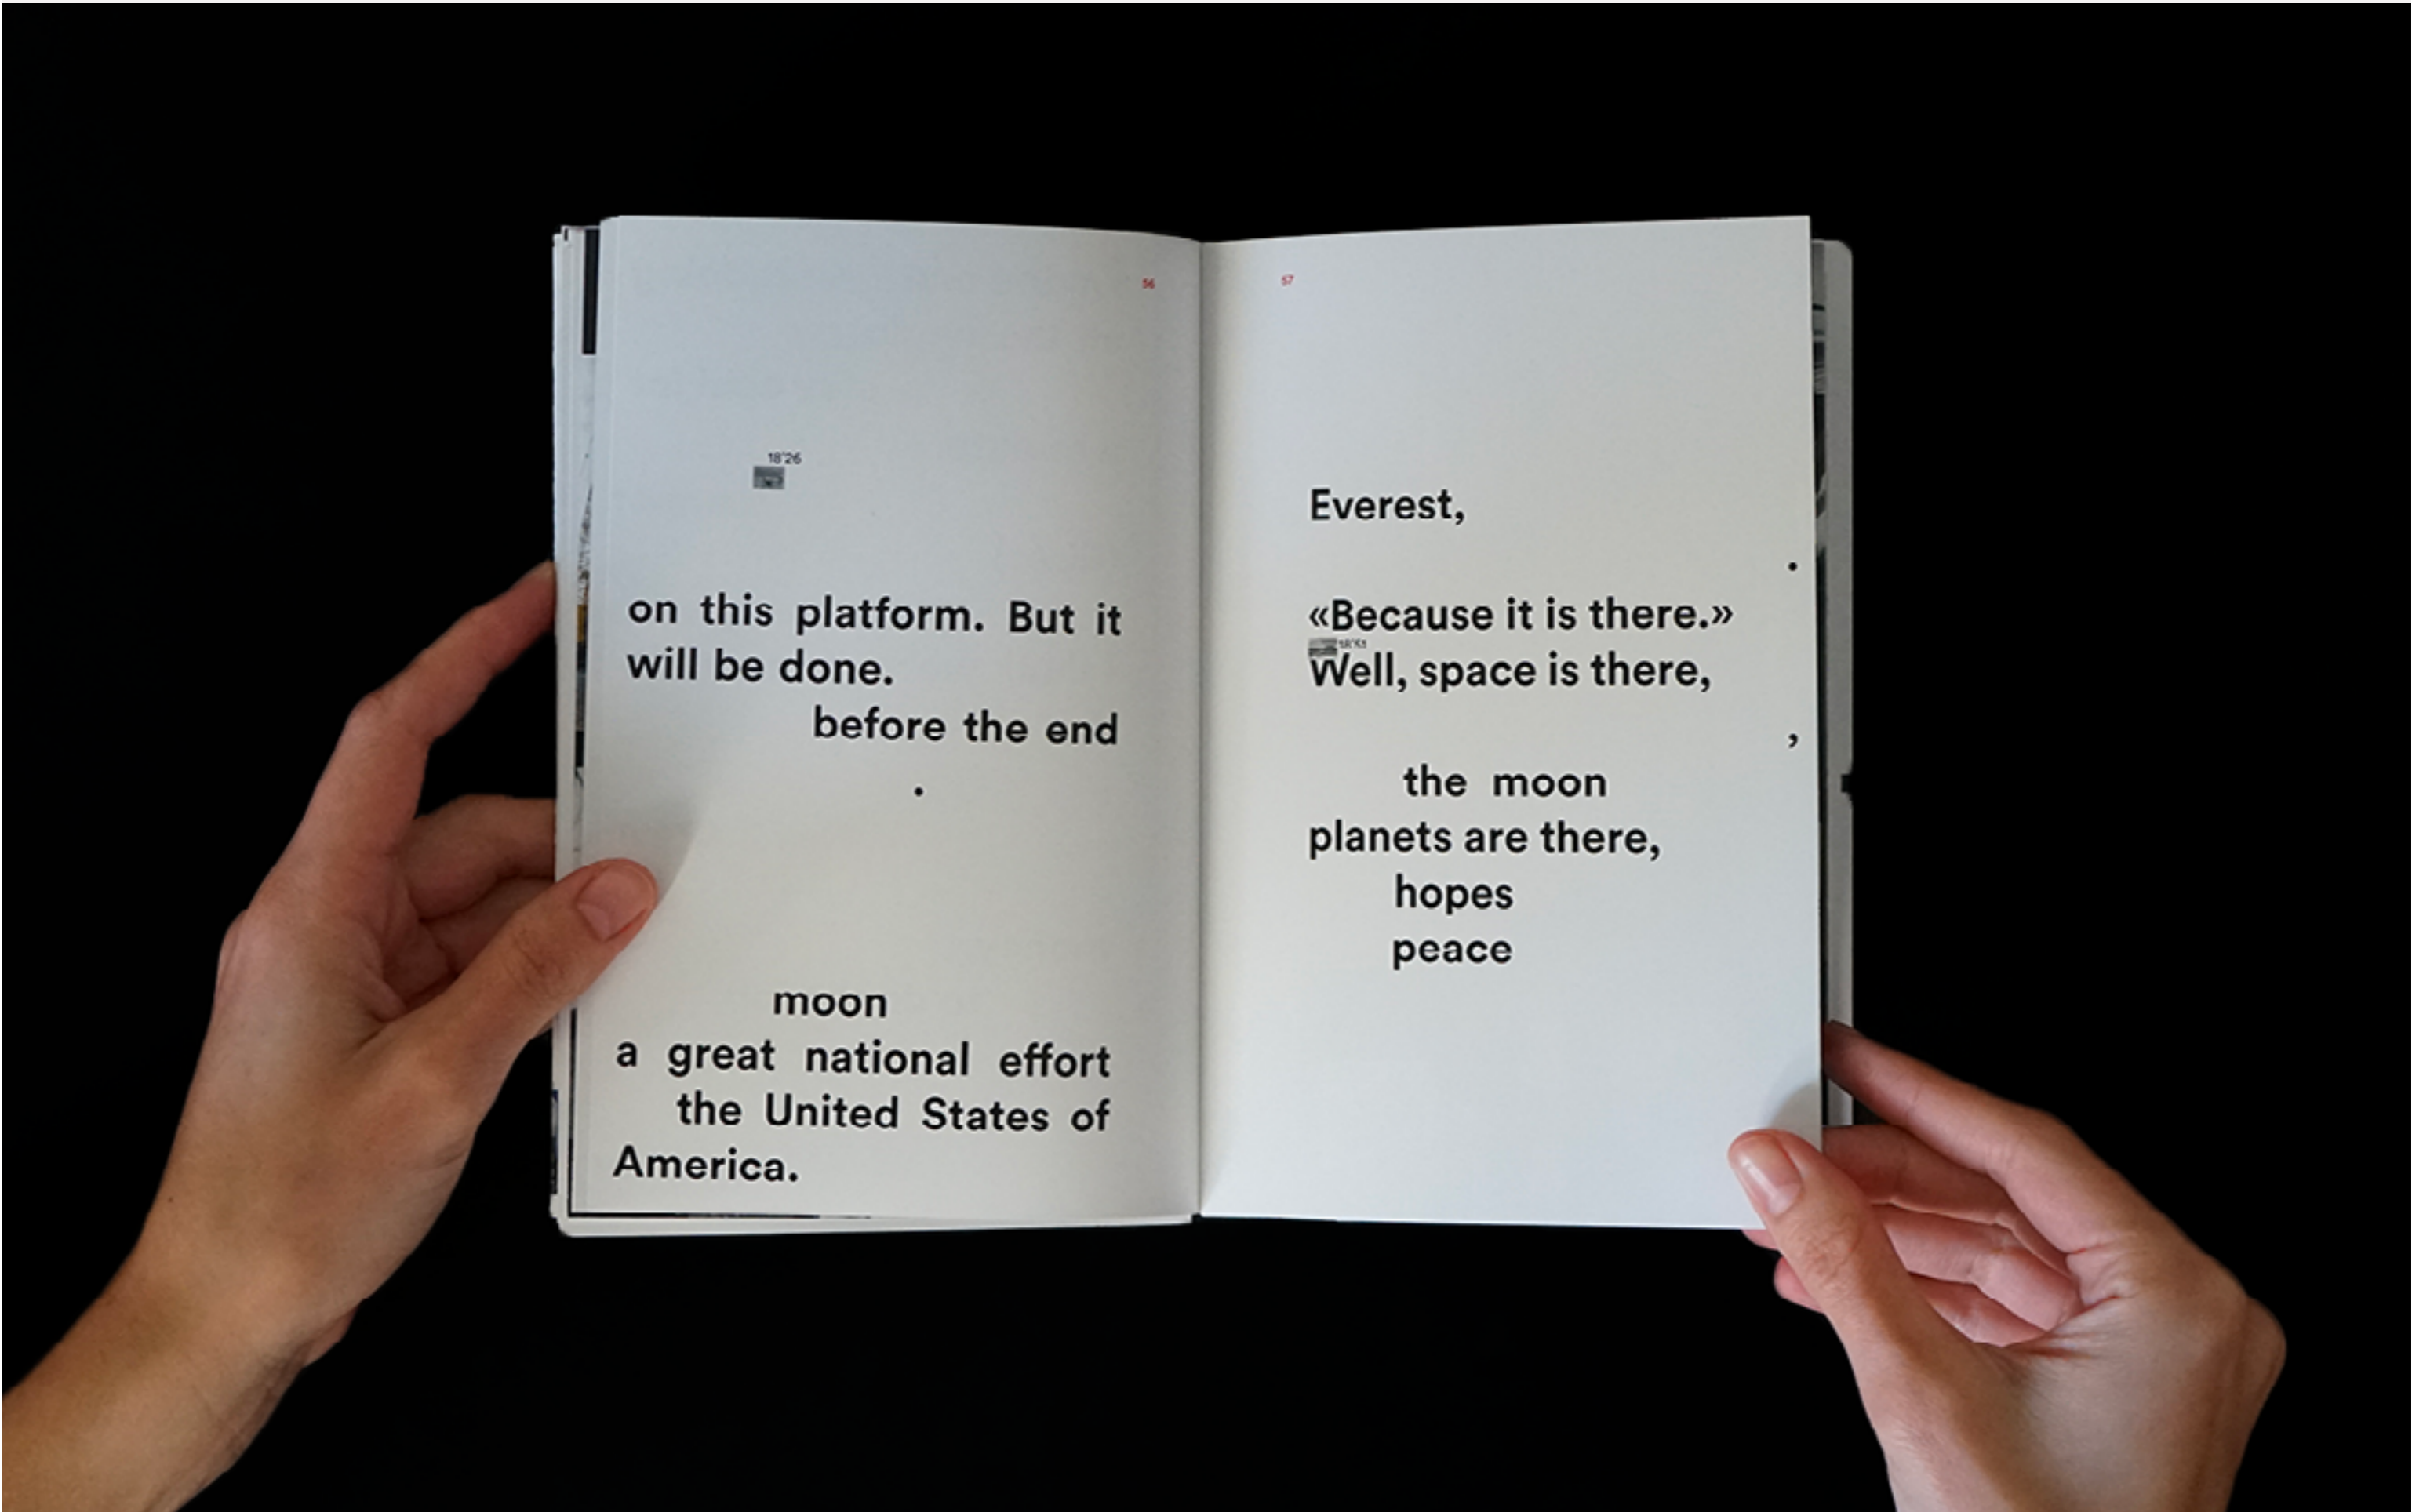 56
18'26
on this platform. But it
will be done.
before the end
.
moon
a great national effort
the United States of
America.
57
Everest,
.
«Because it is there.»
Well, space is there,
,
the moon
planets are there,
hopes
peace